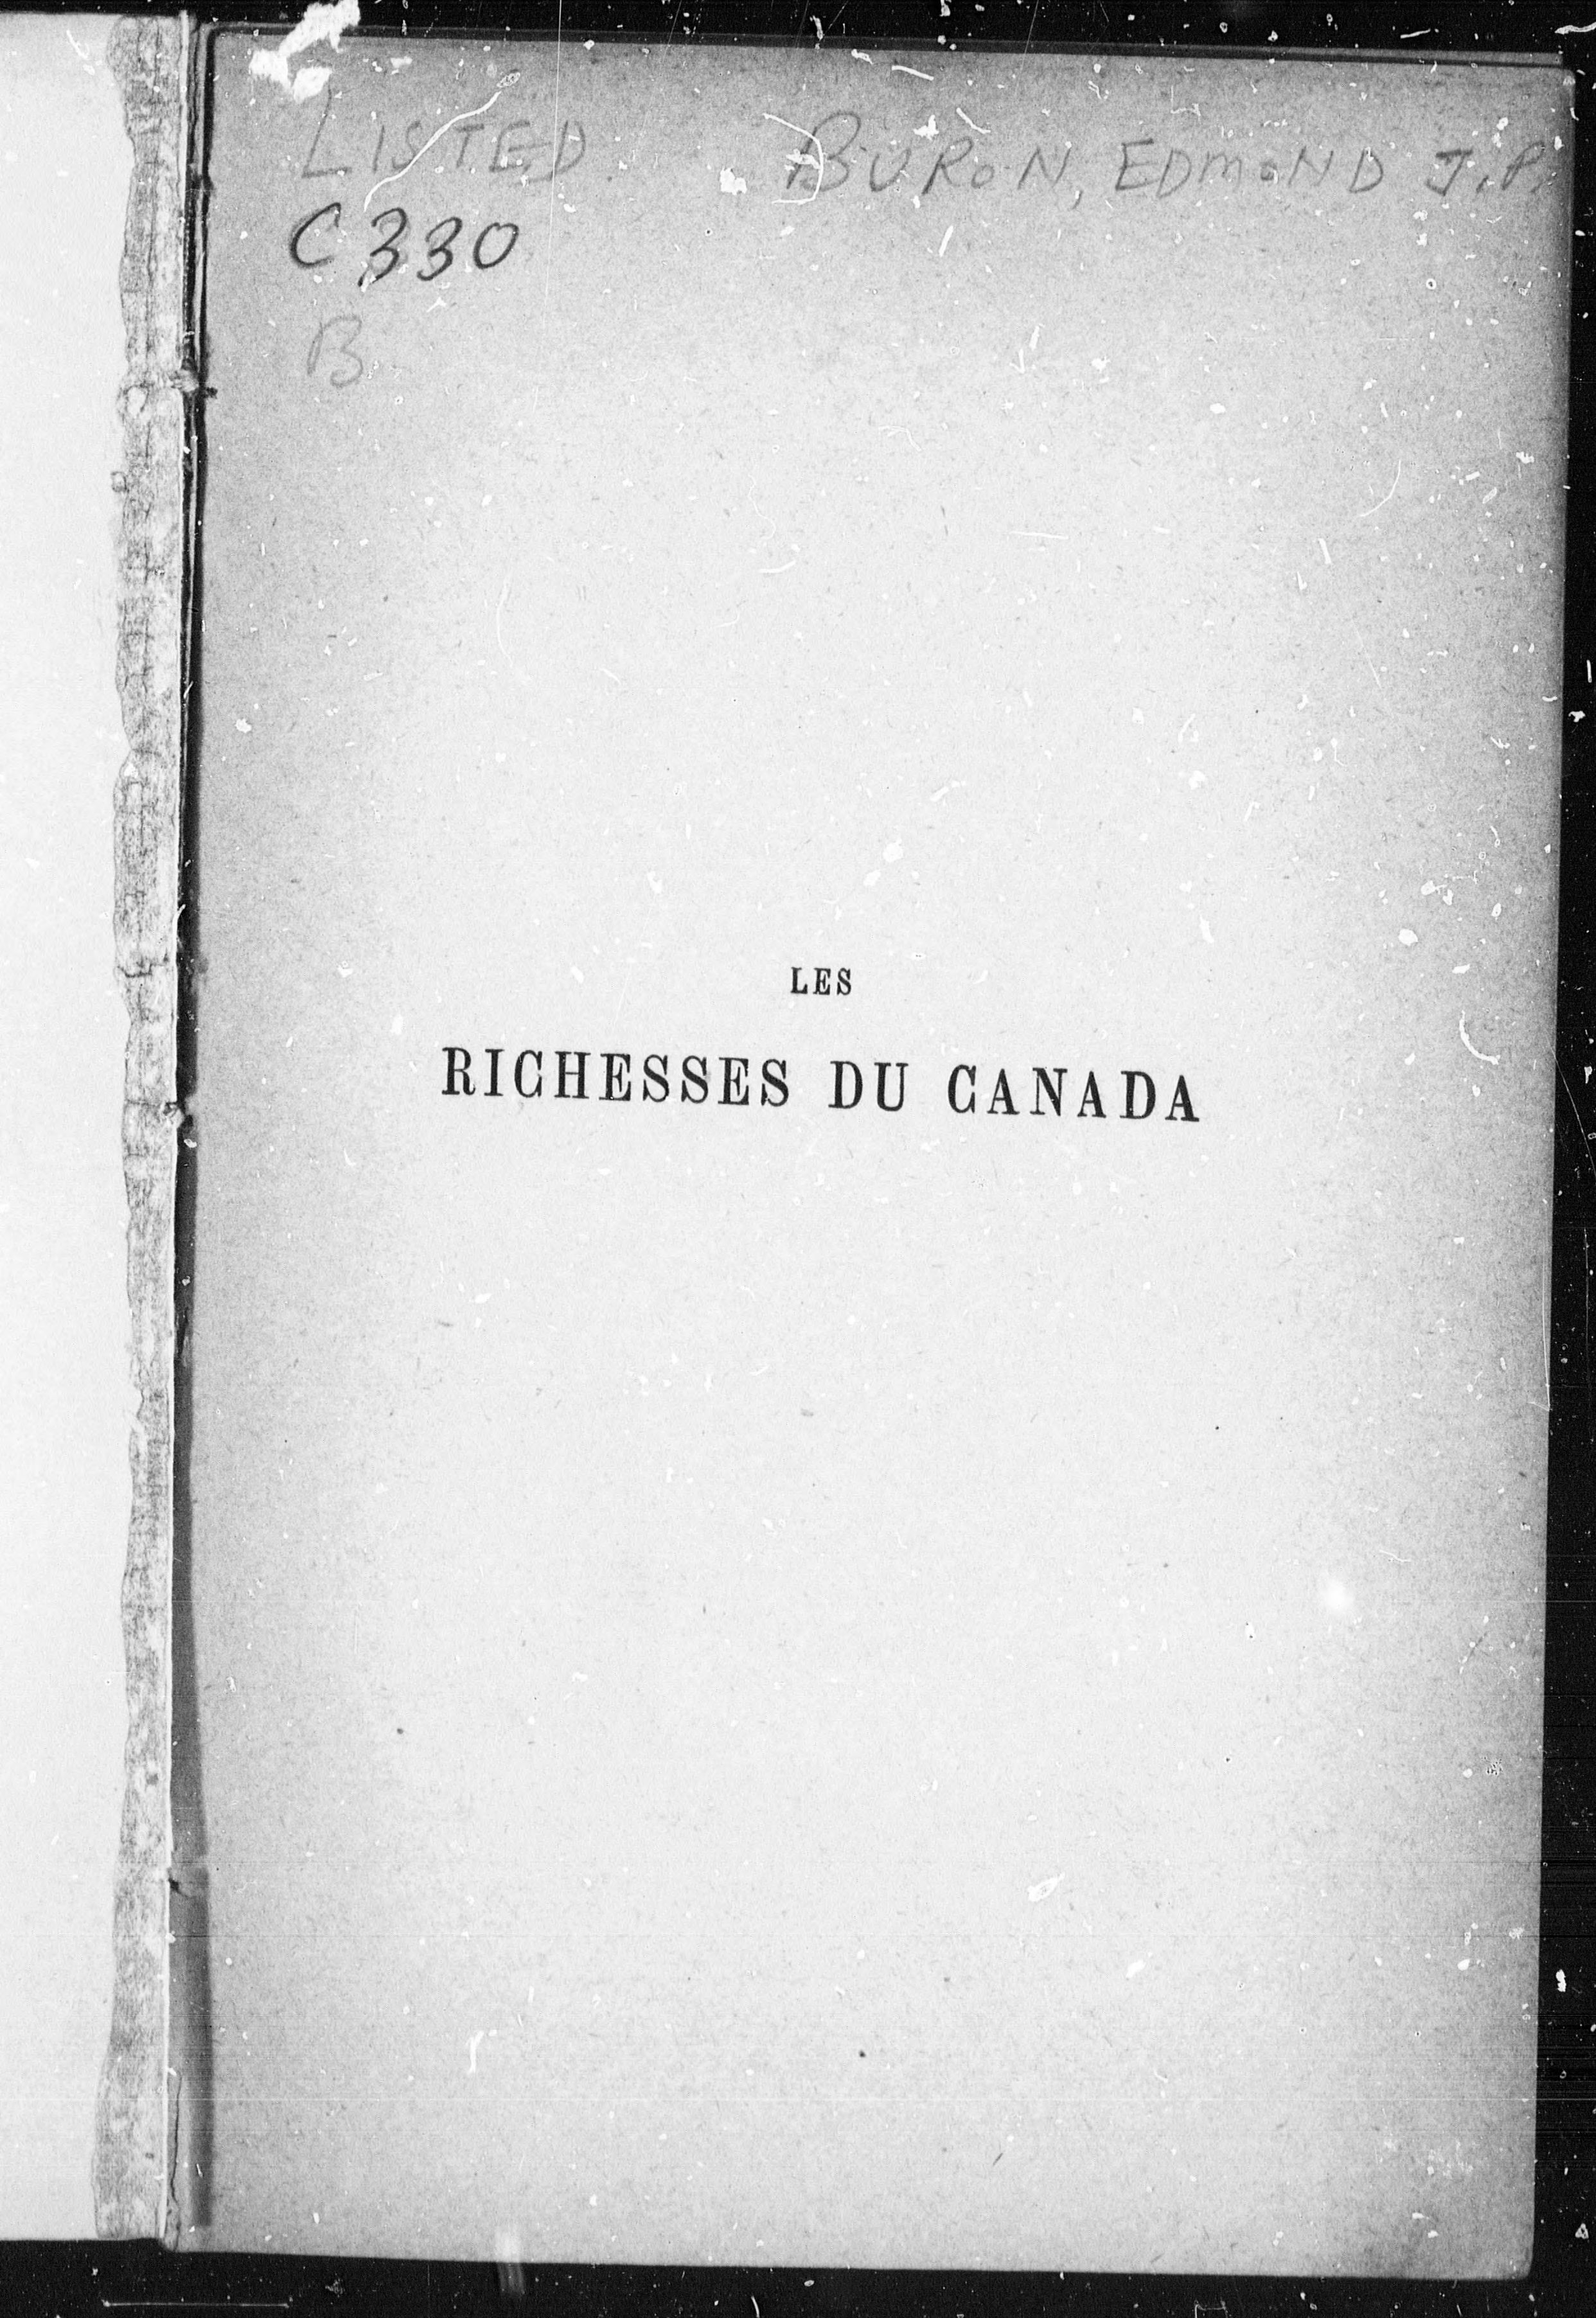 LISTED BURON, EDMOND J.P.
C 330
B
LES
RICHESSES DU CANADA